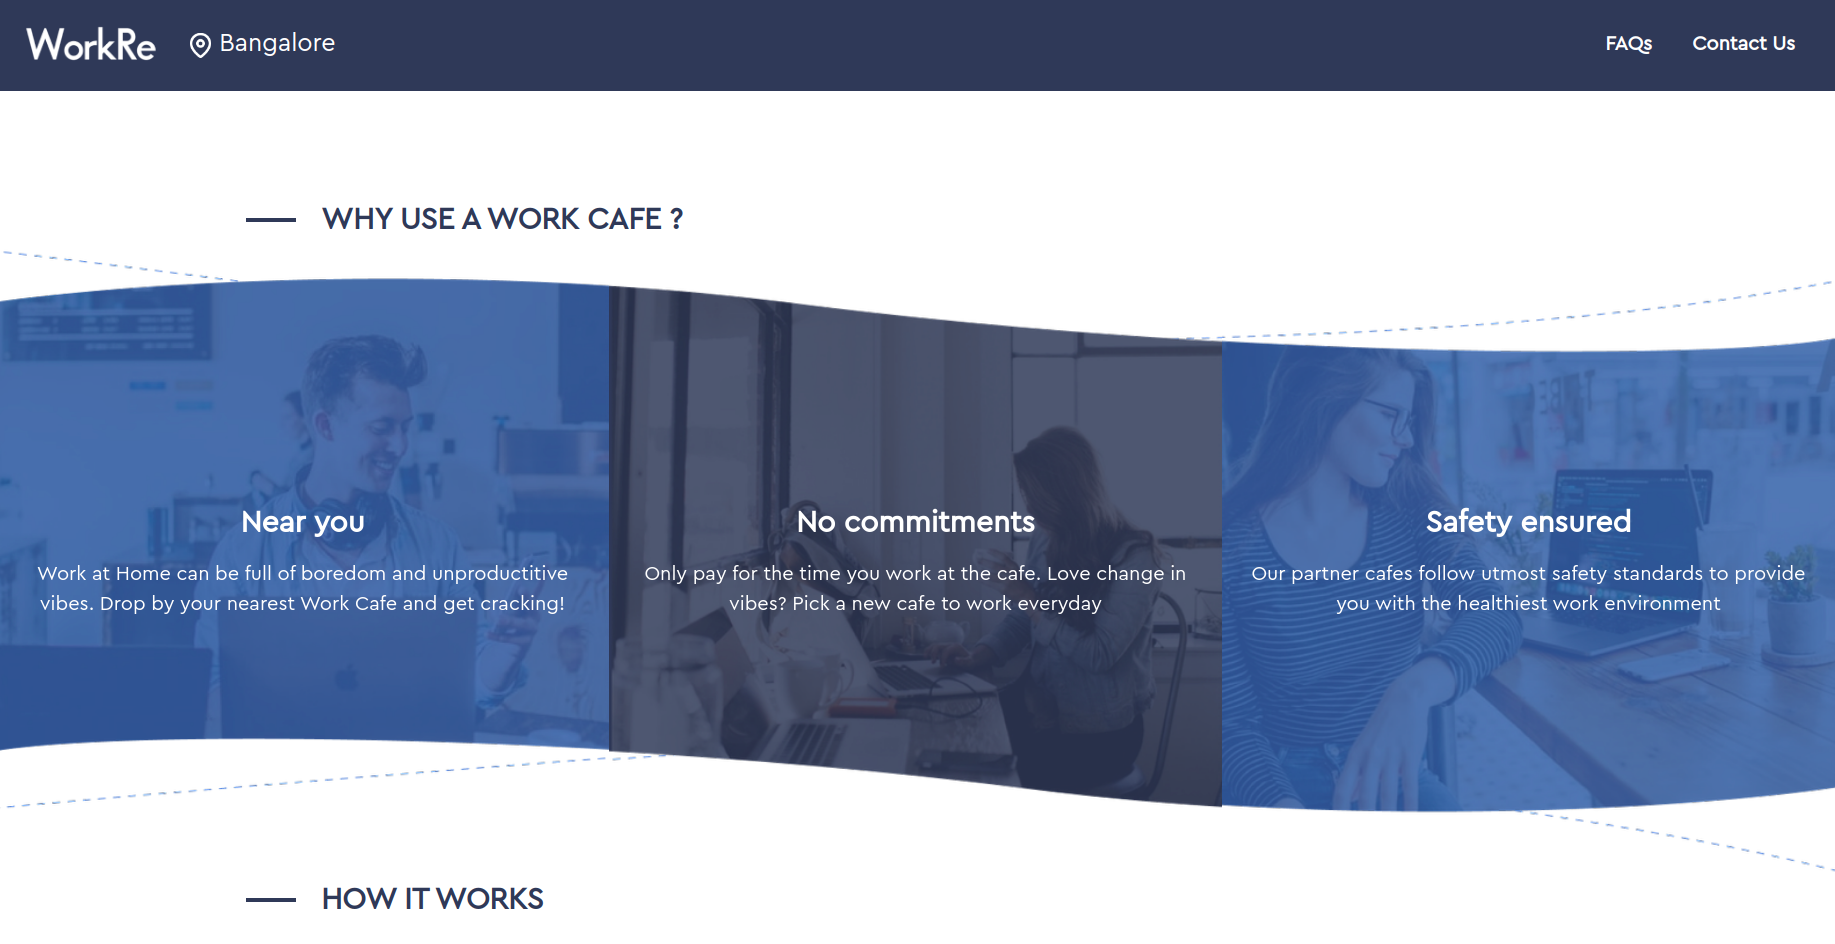 WorkRe
Bangalore
FAQs
Contact Us
WHY USE A WORK CAFE ?
Near you
Work at Home can be full of boredom and unproductitive
vibes. Drop by your nearest Work Cafe and get cracking!
No commitments
Only pay for the time you work at the cafe. Love change in
vibes? Pick a new cafe to work everyday
Safety ensured
Our partner cafes follow utmost safety standards to provide
you with the healthiest work environment
HOW IT WORKS